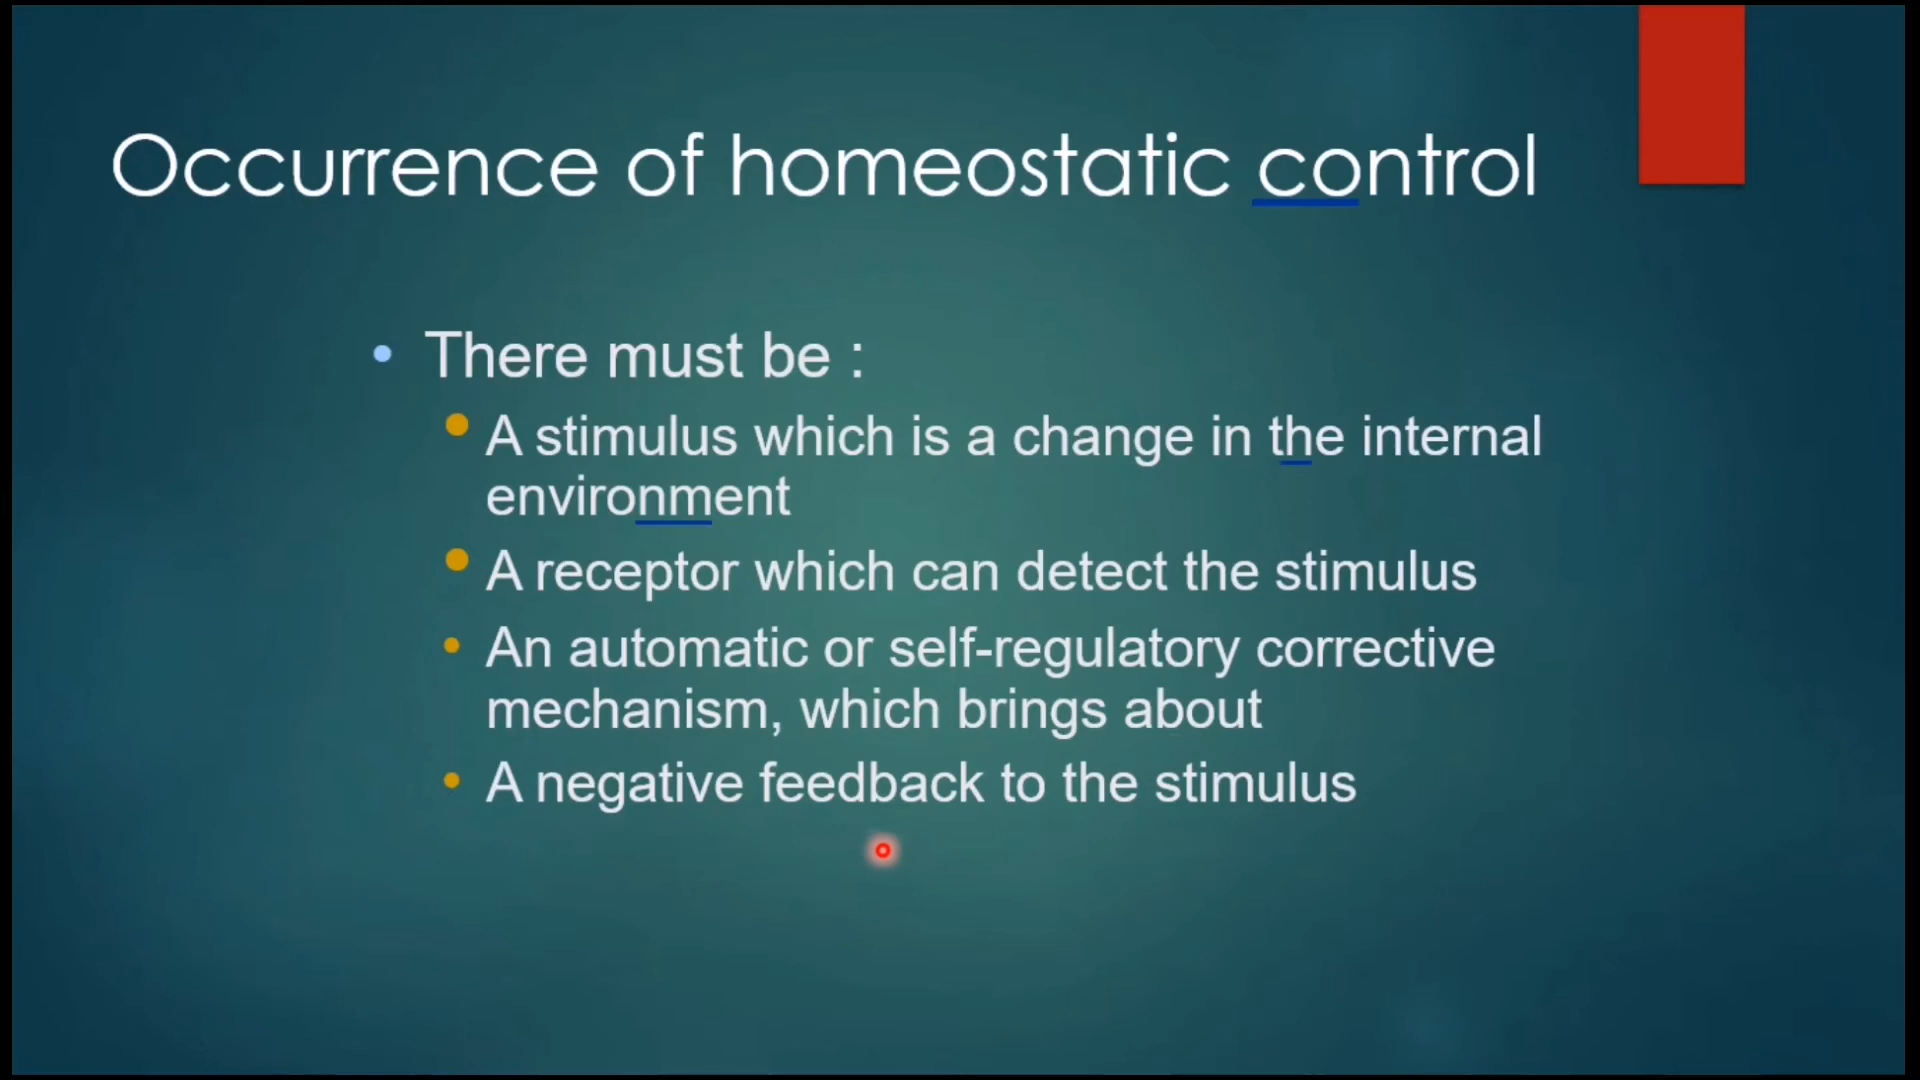 Occurrence of homeostatic control
• There must be :
• A stimulus which is a change in the internal
environment
• A receptor which can detect the stimulus
• An automatic or self-regulatory corrective
mechanism, which brings about
• A negative feedback to the stimulus